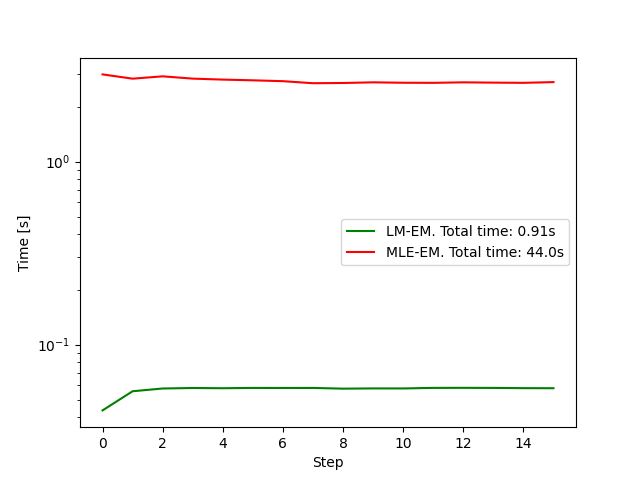 Time [s]
10⁰
10⁻¹
LM-EM. Total time: 0.91s
MLE-EM. Total time: 44.0s
0 2 4 6 8 10 12 14
Step